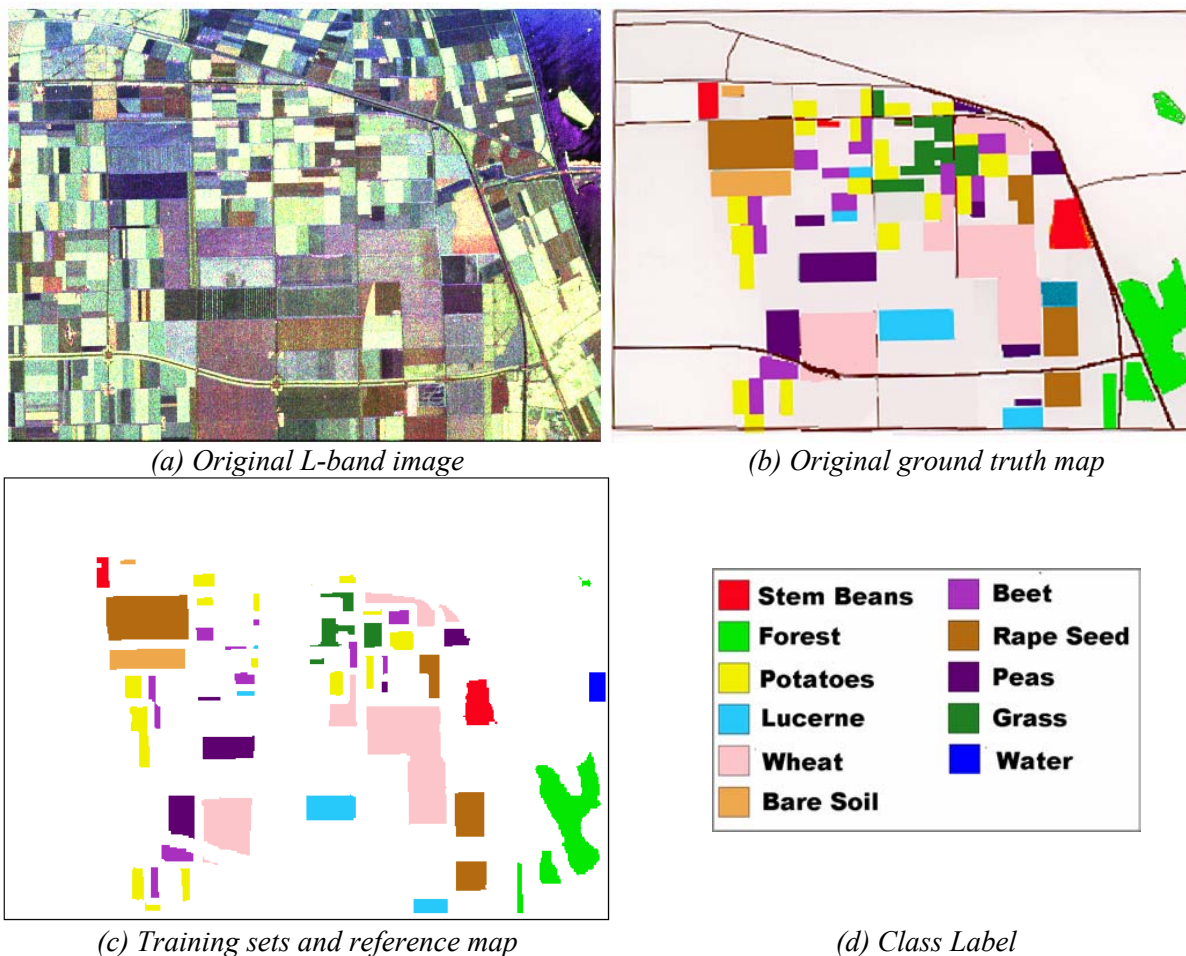 (a) Original L-band image
(b) Original ground truth map
Stem Beans
Beet
Forest
Rape Seed
Potatoes
Peas
Lucerne
Grass
Wheat
Water
Bare Soil
(c) Training sets and reference map
(d) Class Label